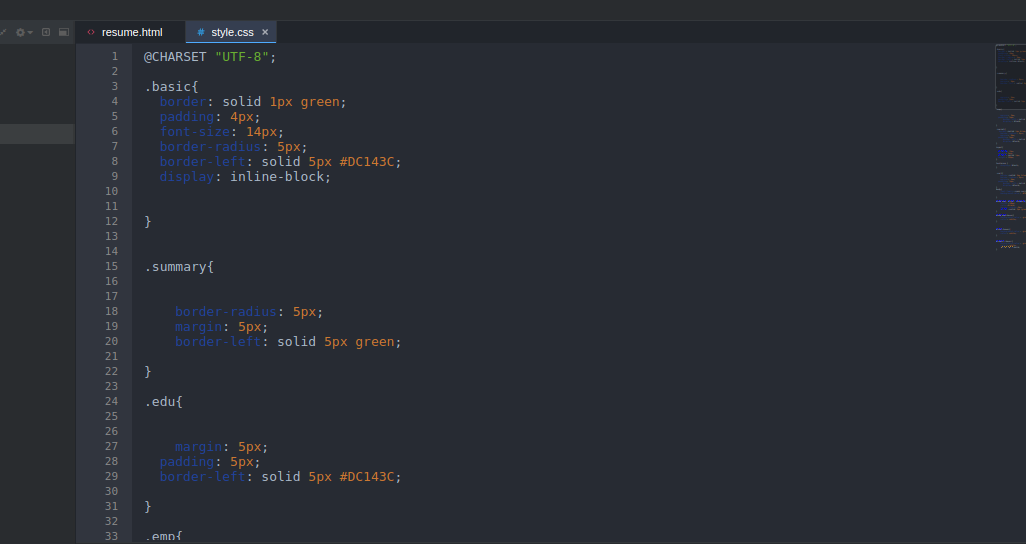 resume.html
# style.css ×
1 @CHARSET "UTF-8";
2
3 .basic{
4 border: solid 1px green;
5 padding: 4px;
6 font-size: 14px;
7 border-radius: 5px;
8 border-left: solid 5px #DC143C;
9 display: inline-block;
10
11
12 }
13
14
15 .summary{
16
17
18 border-radius: 5px;
19 margin: 5px;
20 border-left: solid 5px green;
21
22 }
23
24 .edu{
25
26
27 margin: 5px;
28 padding: 5px;
29 border-left: solid 5px #DC143C;
30
31 }
32
33 .emp{